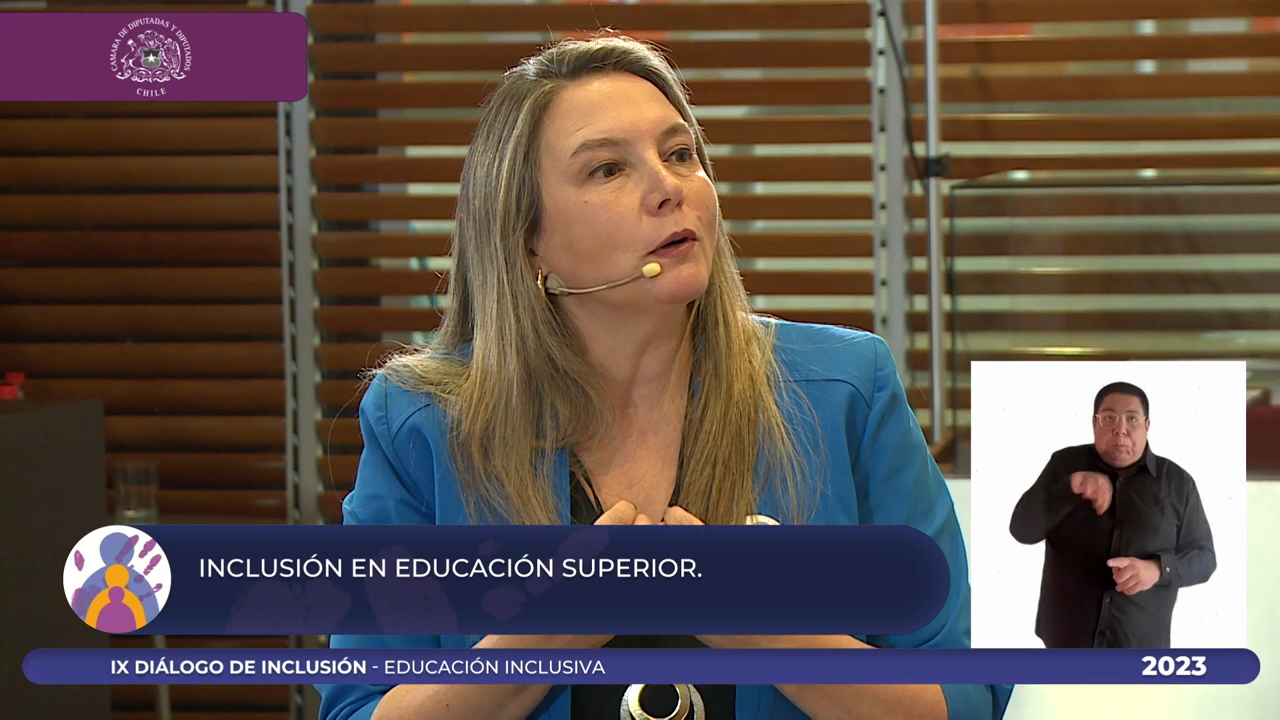 CÁMARA DE DIPUTADAS Y DIPUTADOS
CHILE
INCLUSIÓN EN EDUCACIÓN SUPERIOR.
IX DIÁLOGO DE INCLUSIÓN - EDUCACIÓN INCLUSIVA
2023